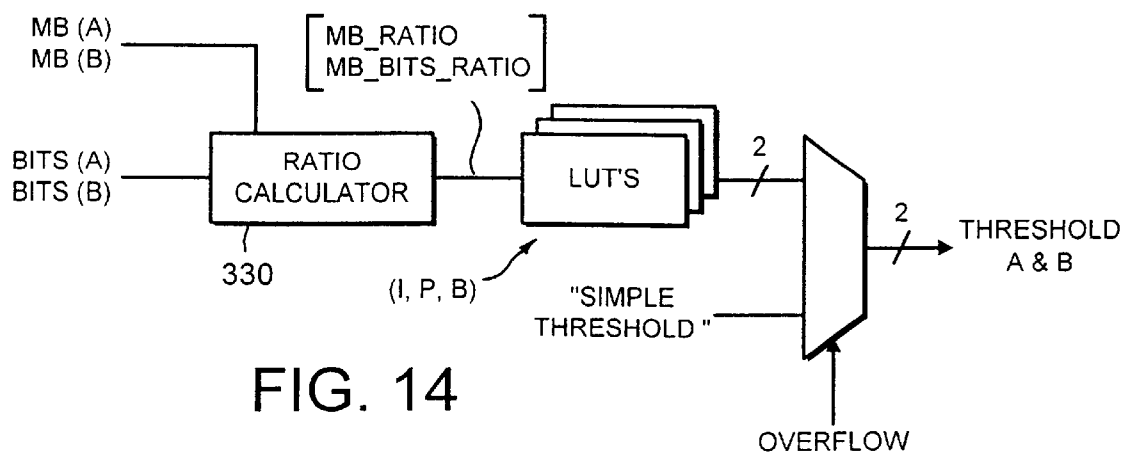 MB (A)
MB (B)
MB_RATIO
MB_BITS_RATIO
BITS (A)
BITS (B)
RATIO
CALCULATOR
330
LUT'S
(I, P, B)
2
2
THRESHOLD
A & B
"SIMPLE
THRESHOLD "
OVERFLOW
FIG. 14